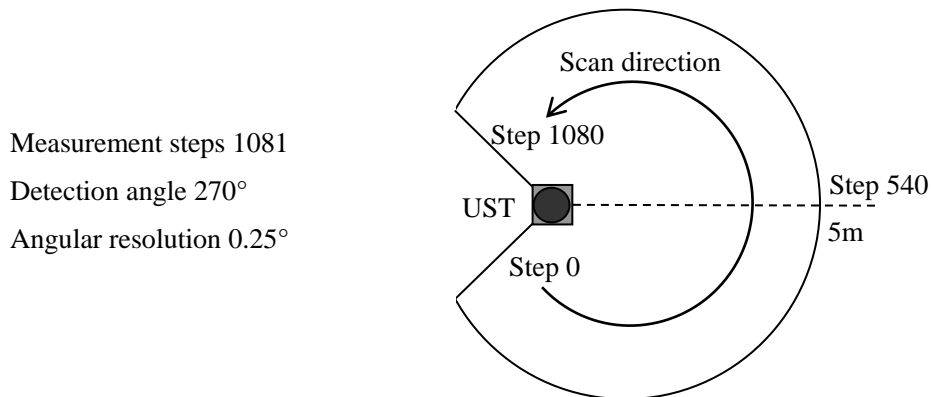 Measurement steps 1081
Detection angle 270°
Angular resolution 0.25°
Scan direction
Step 1080
Step 540
UST
5m
Step 0